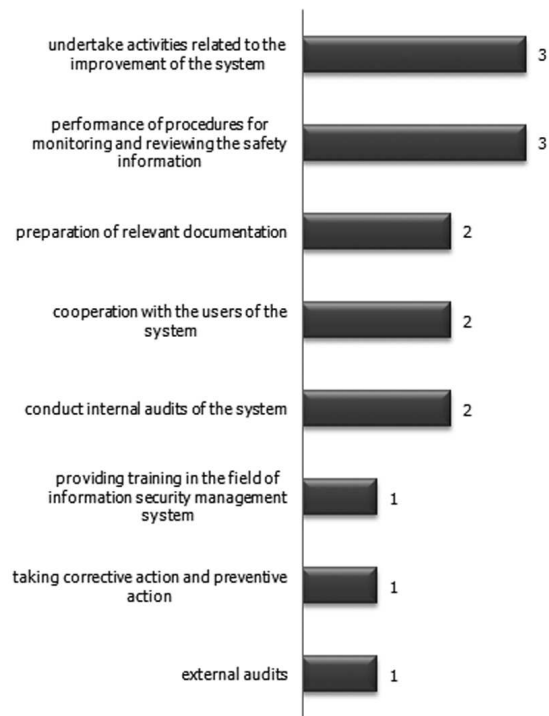 undertake activities related to the
improvement of the system
3
performance of procedures for
monitoring and reviewing the safety
information
3
preparation of relevant documentation
2
cooperation with the users of the
system
2
conduct internal audits of the system
2
providing training in the field of
information security management
system
1
taking corrective action and preventive
action
1
external audits
1